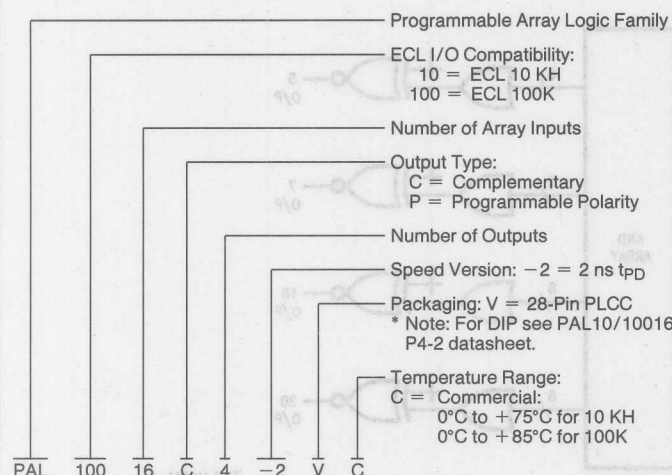 Programmable Array Logic Family
ECL I/O Compatibility:
10 = ECL 10 KH
100 = ECL 100K
Number of Array Inputs
Output Type:
C = Complementary
P = Programmable Polarity
Number of Outputs
Speed Version: −2 = 2 ns tPD
Packaging: V = 28-Pin PLCC
* Note: For DIP see PAL10/10016
P4-2 datasheet.
Temperature Range:
C = Commercial:
0°C to +75°C for 10 KH
0°C to +85°C for 100K
PAL 100 16 C 4 −2 V C